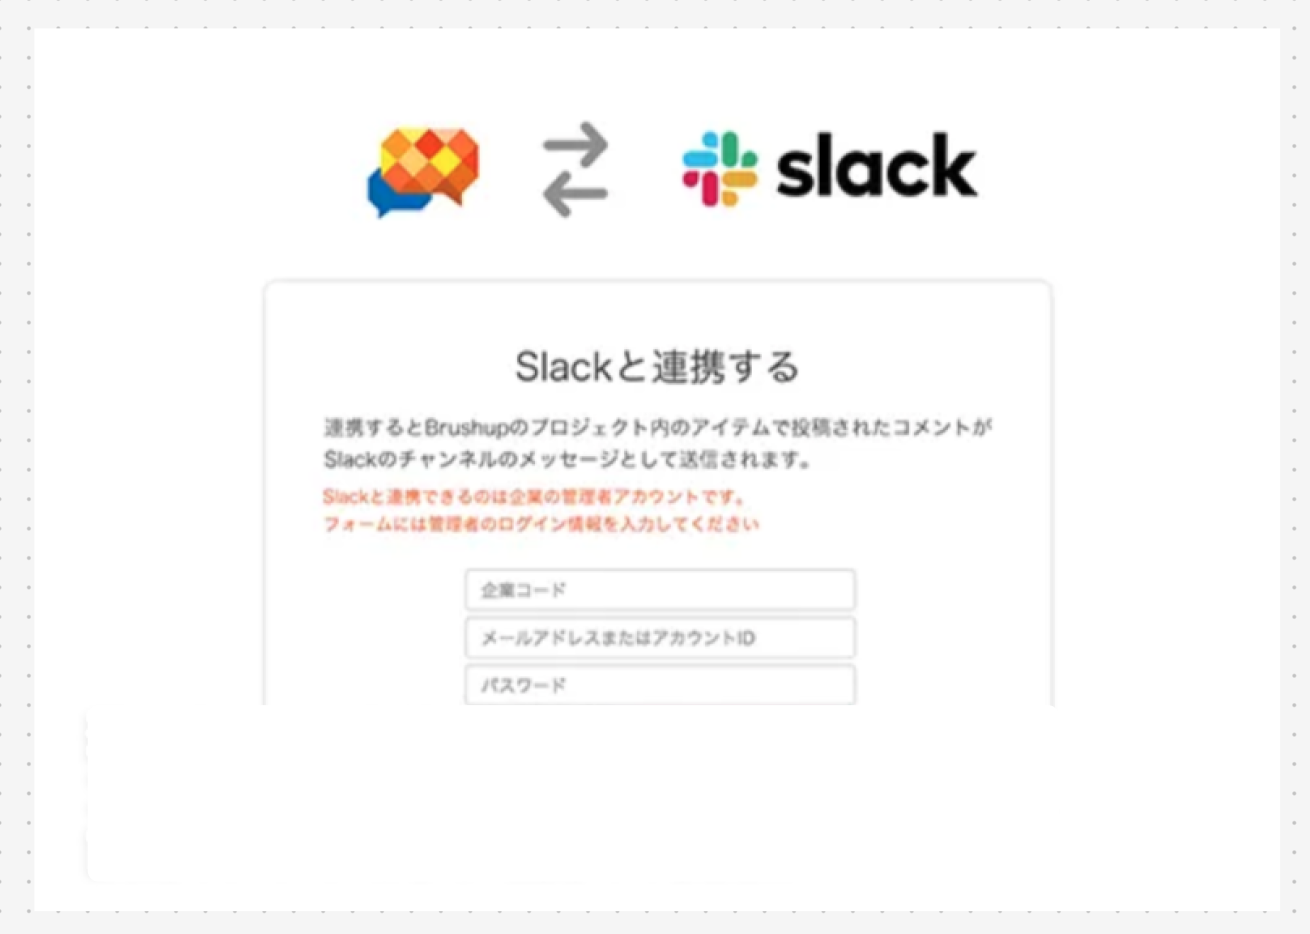 slack
Slackと連携する
連携するとBrushupのプロジェクト内のアイテムで投稿されたコメントが
Slackのチャンネルのメッセージとして送信されます。
Slackと連携できるのは企業の管理者アカウントです。
フォームには管理者のログイン情報を入力してください
企業コード
メールアドレスまたはアカウントID
パスワード